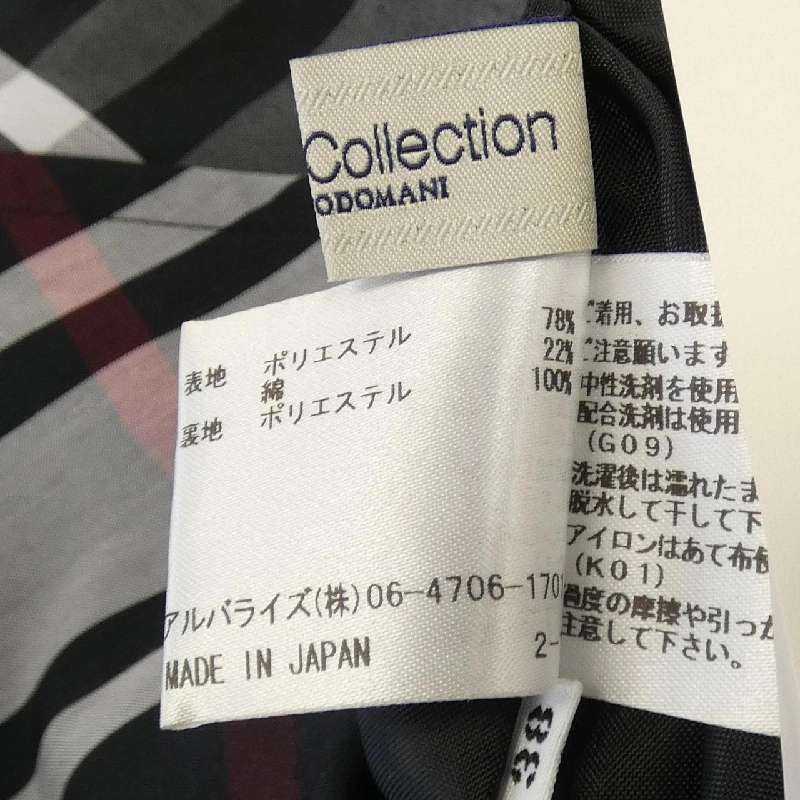 Collection
ODOMANI
表地 ポリエステル 78%
綿 22%
裏地 ポリエステル 100%
アルバライズ(株)06-4706-170
MADE IN JAPAN 2-
ご着用、お取扱
ご注意願います
中性洗剤を使用
配合洗剤は使用
(G09)
洗濯後は濡れたま
脱水して干して下
アイロンはあて布使
(K01)
過度の摩擦や引っか
注意して下さい。
38